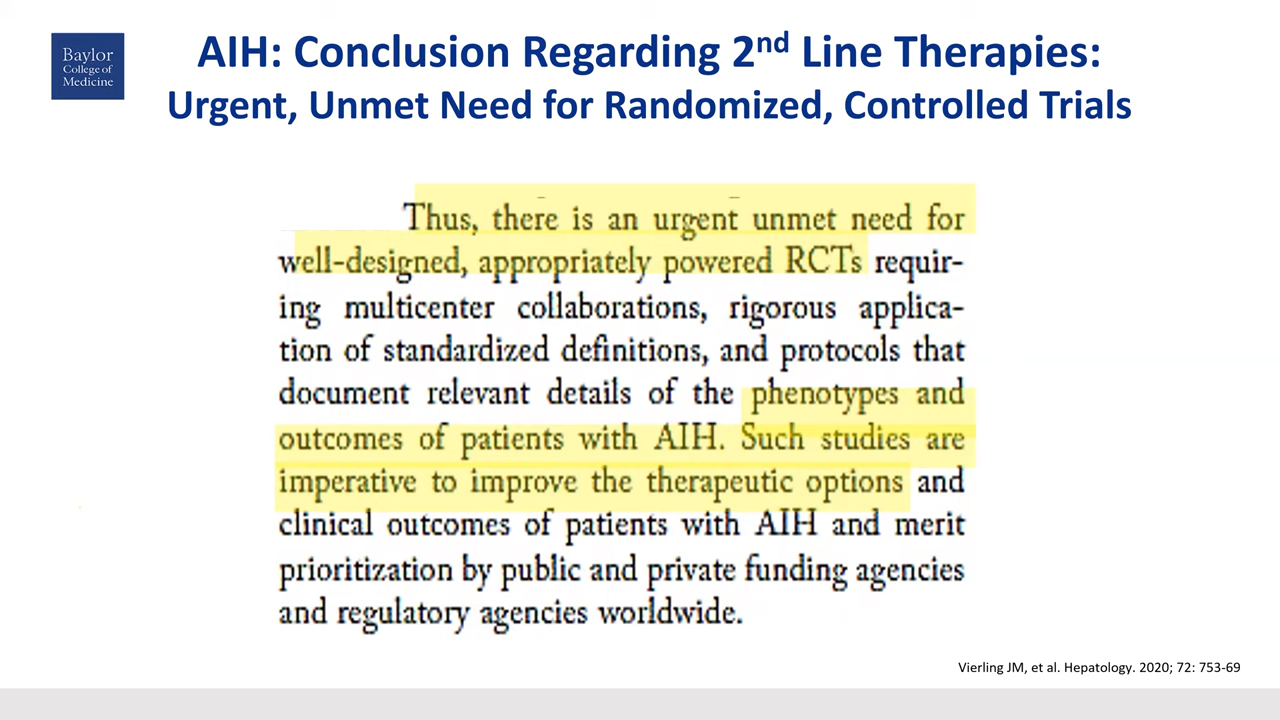 Baylor
College of
Medicine
AIH: Conclusion Regarding 2nd Line Therapies:
Urgent, Unmet Need for Randomized, Controlled Trials
Thus, there is an urgent unmet need for
well-designed, appropriately powered RCTs requir-
ing multicenter collaborations, rigorous applica-
tion of standardized definitions, and protocols that
document relevant details of the phenotypes and
outcomes of patients with AIH. Such studies are
imperative to improve the therapeutic options and
clinical outcomes of patients with AIH and merit
prioritization by public and private funding agencies
and regulatory agencies worldwide.
Vierling JM, et al. Hepatology. 2020; 72: 753-69